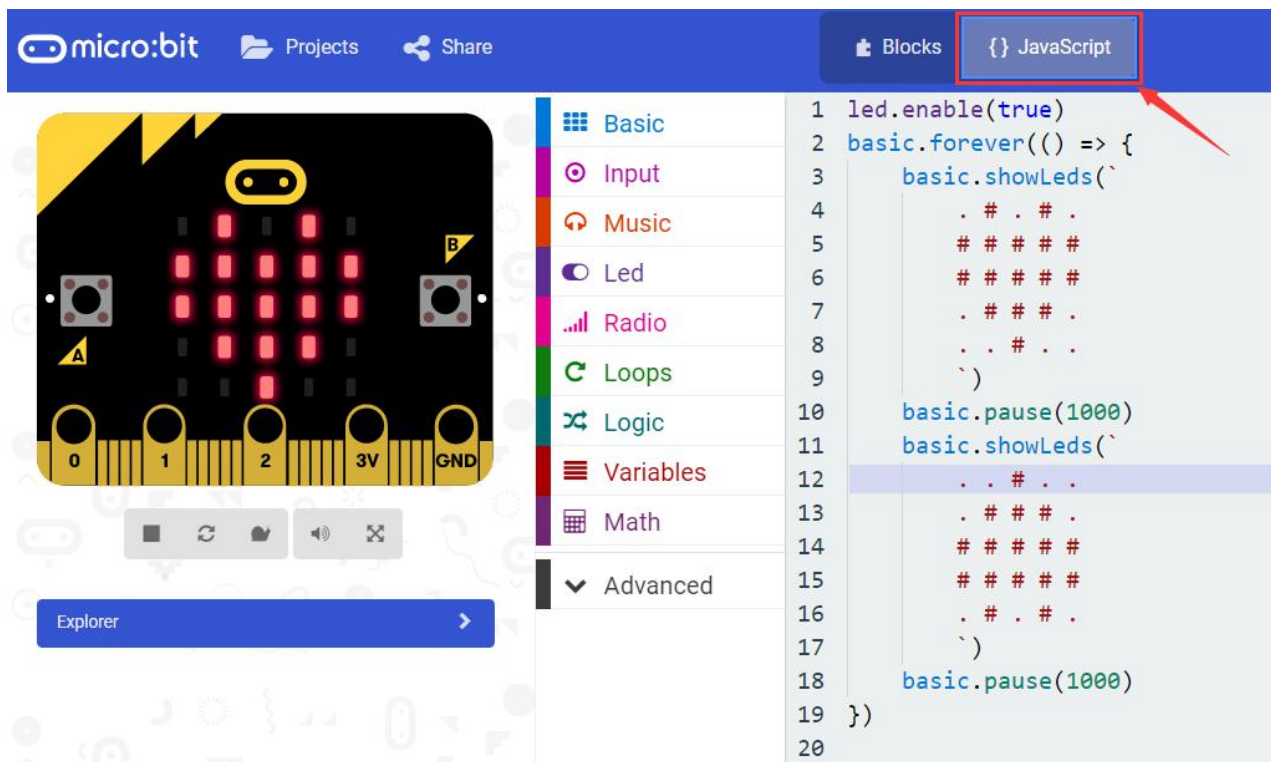 micro:bit Projects Share Blocks {} JavaScript
B
A
0 1 2 3V GND
Explorer
Basic
Input
Music
Led
Radio
Loops
Logic
Variables
Math
Advanced
1 led.enable(true)
2 basic.forever(() => {
3 basic.showLeds(`
4 . # . # .
5 # # # # #
6 # # # # #
7 . # # # .
8 . . # . .
9 `)
10 basic.pause(1000)
11 basic.showLeds(`
12 . . # . .
13 . # # # .
14 # # # # #
15 # # # # #
16 . # . # .
17 `)
18 basic.pause(1000)
19 })
20